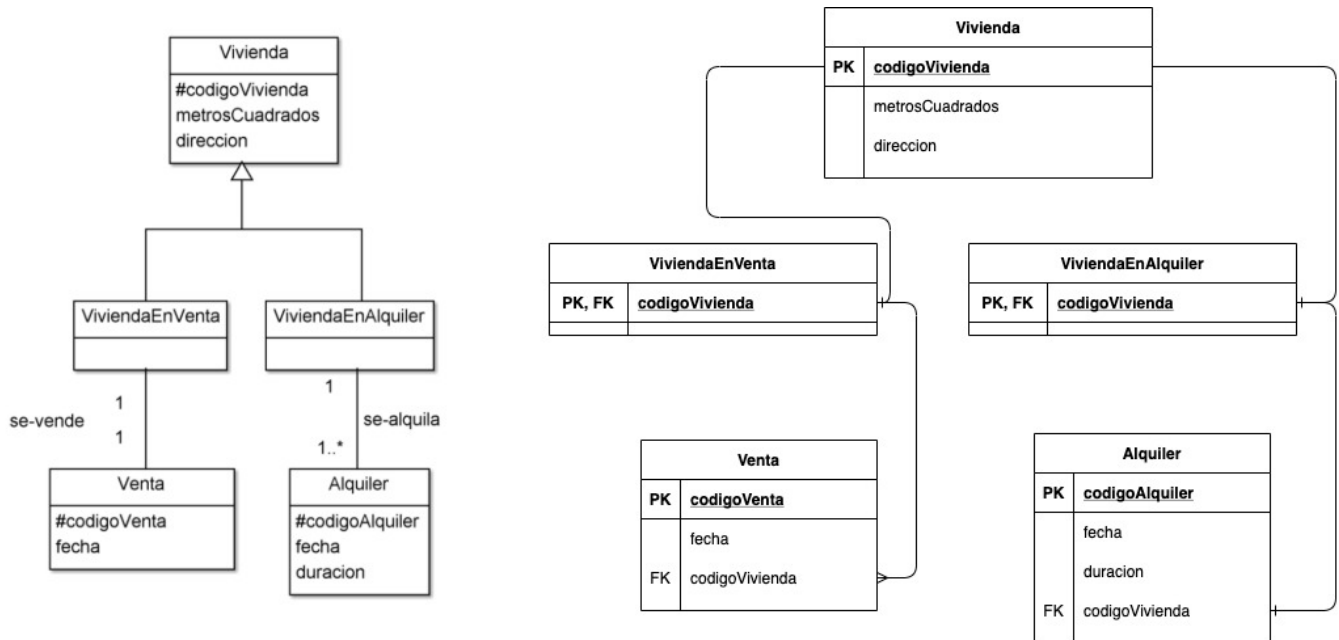 Vivienda
#codigoVivienda
metrosCuadrados
direccion
ViviendaEnVenta
ViviendaEnAlquiler
1
1
se-vende
se-alquila
1
1..*
Venta
#codigoVenta
fecha
Alquiler
#codigoAlquiler
fecha
duracion
Vivienda
PK codigoVivienda
metrosCuadrados
direccion
ViviendaEnVenta
PK, FK codigoVivienda
ViviendaEnAlquiler
PK, FK codigoVivienda
Venta
PK codigoVenta
fecha
FK codigoVivienda
Alquiler
PK codigoAlquiler
fecha
duracion
FK codigoVivienda